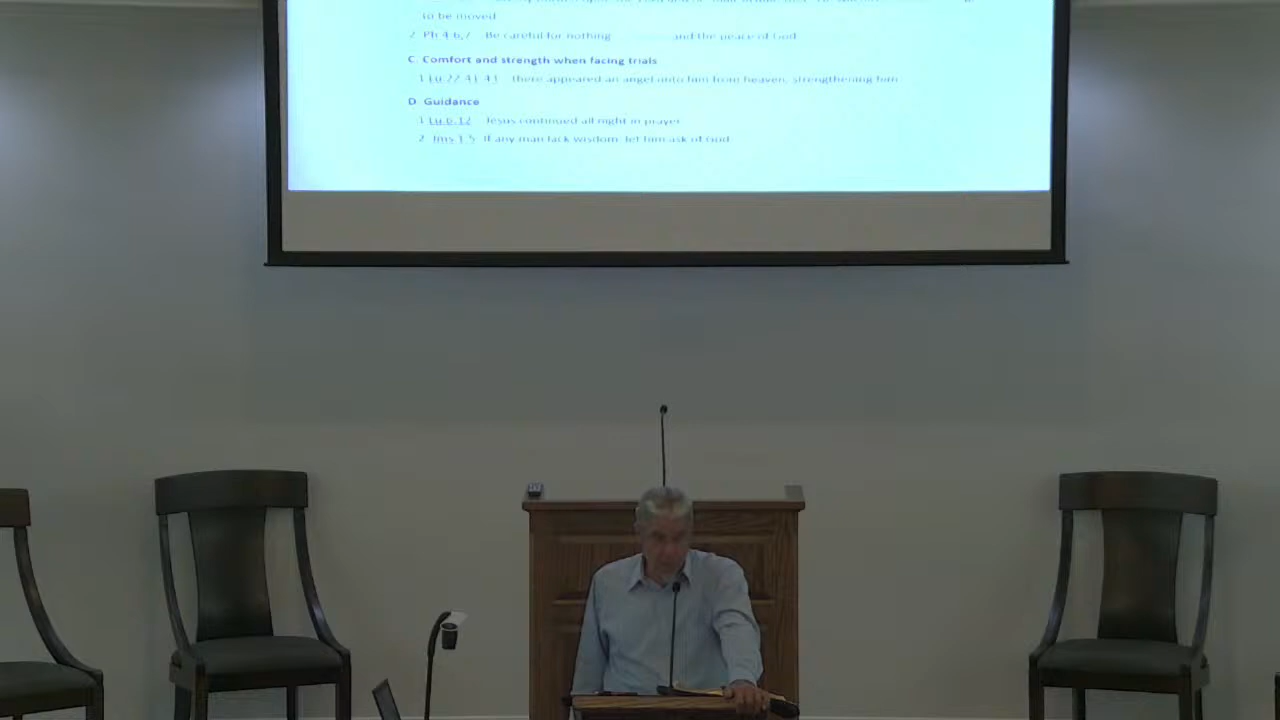 to be moved
2 Ph 4 6,7 Be careful for nothing and the peace of God
C. Comfort and strength when facing trials
1 Lu 22 41 43 There appeared an angel unto him from heaven, strengthening him
D Guidance
1 Lu 6.12 Jesus continued all night in prayer
2 Jms 1 5 If any man lack wisdom let him ask of God